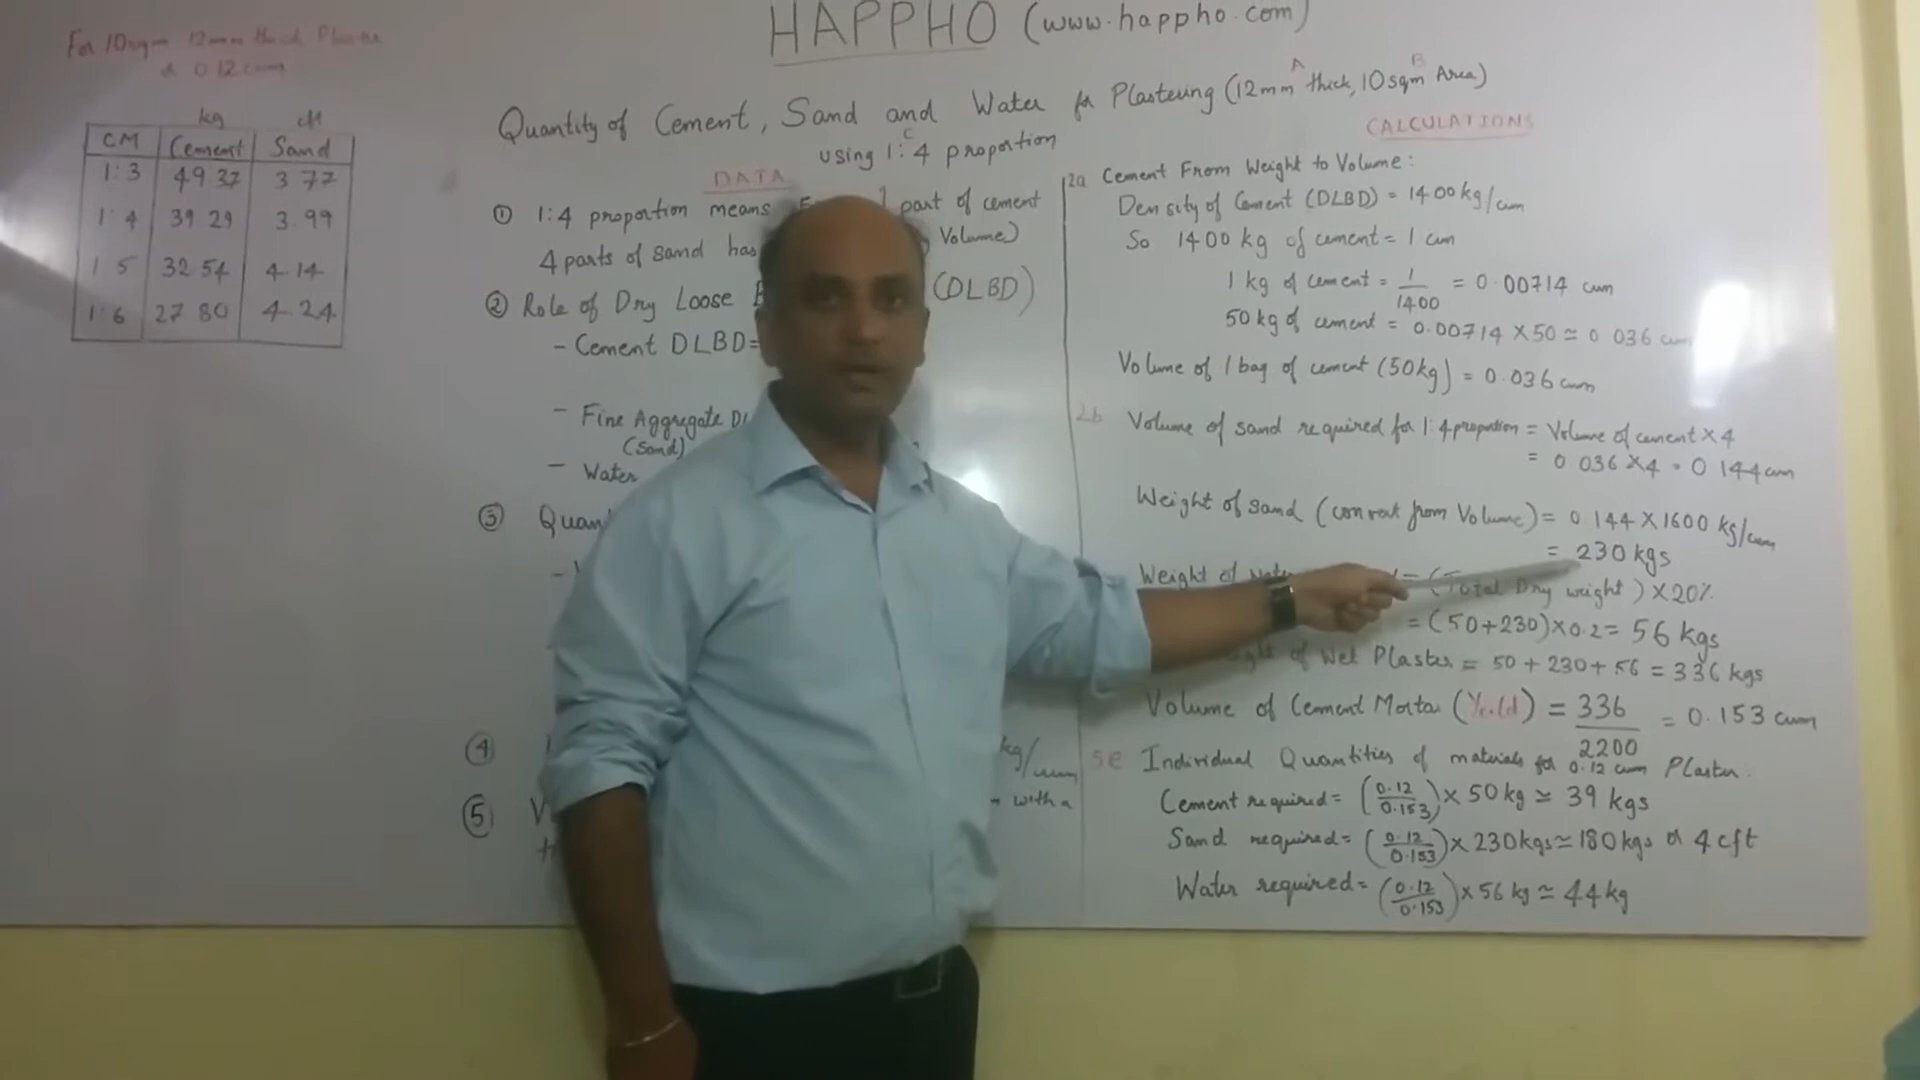 HAPPHO (www.happho.com)
For 10sqm 12mm thick Plaster
0.12 cum
Quantity of Cement, Sand and Water for Plastering (12mm thick, 10sqm Area)
A
B
C
using 1:4 proportion
kg
cft
CM Cement Sand
1:3 49.37 3.77
1:4 39.29 3.99
1:5 32.54 4.14
1:6 27.80 4.24
DATA
① 1:4 proportion means part of cement
4 parts of sand has Volume)
② Role of Dry Loose (DLBD)
- Cement DLBD=
- Fine Aggregate
(Sand)
- Water
③
④ kg/cum
⑤ with a
CALCULATIONS
2a Cement From Weight to Volume:
Density of Cement (DLBD) = 1400 kg/cum
So 1400 kg of cement = 1 cum
1 kg of cement = 1/1400 = 0.00714 cum
50 kg of cement = 0.00714 X 50 ≃ 0.036 cum
Volume of 1 bag of cement (50kg) = 0.036 cum
2b Volume of sand required for 1:4 proportion = Volume of cement X 4
= 0.036 X 4 = 0.144 cum
Weight of sand (convert from Volume) = 0.144 X 1600 kg/cum
= 230 kgs
Weight of = (Total Dry weight) X 20%
= (50+230) X 0.2 = 56 kgs
of Wet Plaster = 50 + 230 + 56 = 336 kgs
Volume of Cement Mortar (Yeild) = 336/2200 = 0.153 cum
5e Individual Quantities of materials for 0.12 cum Plaster.
Cement required = (0.12/0.153) X 50 kg ≃ 39 kgs
Sand required = (0.12/0.153) X 230 kgs ≃ 180 kgs or 4 cft
Water required = (0.12/0.153) X 56 kg ≃ 44 kg